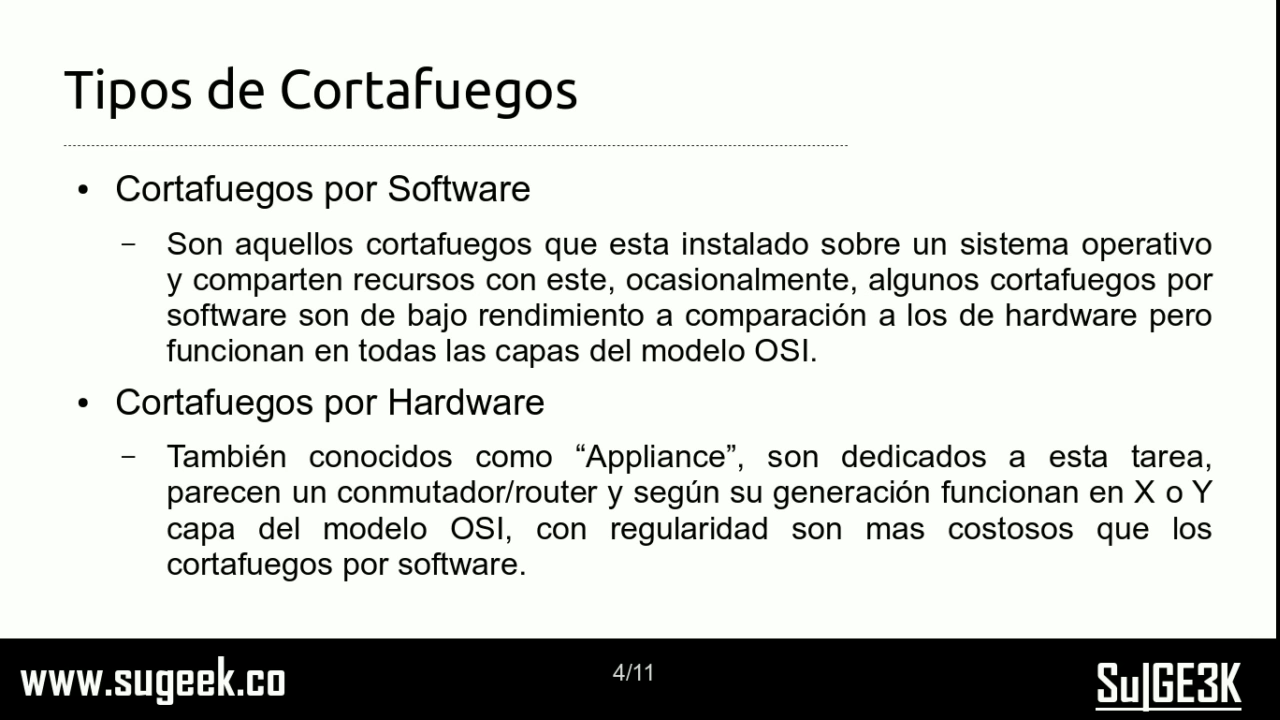 Tipos de Cortafuegos
• Cortafuegos por Software
– Son aquellos cortafuegos que esta instalado sobre un sistema operativo
y comparten recursos con este, ocasionalmente, algunos cortafuegos por
software son de bajo rendimiento a comparación a los de hardware pero
funcionan en todas las capas del modelo OSI.
• Cortafuegos por Hardware
– También conocidos como “Appliance”, son dedicados a esta tarea,
parecen un conmutador/router y según su generación funcionan en X o Y
capa del modelo OSI, con regularidad son mas costosos que los
cortafuegos por software.
www.sugeek.co
4/11
Su|GE3K